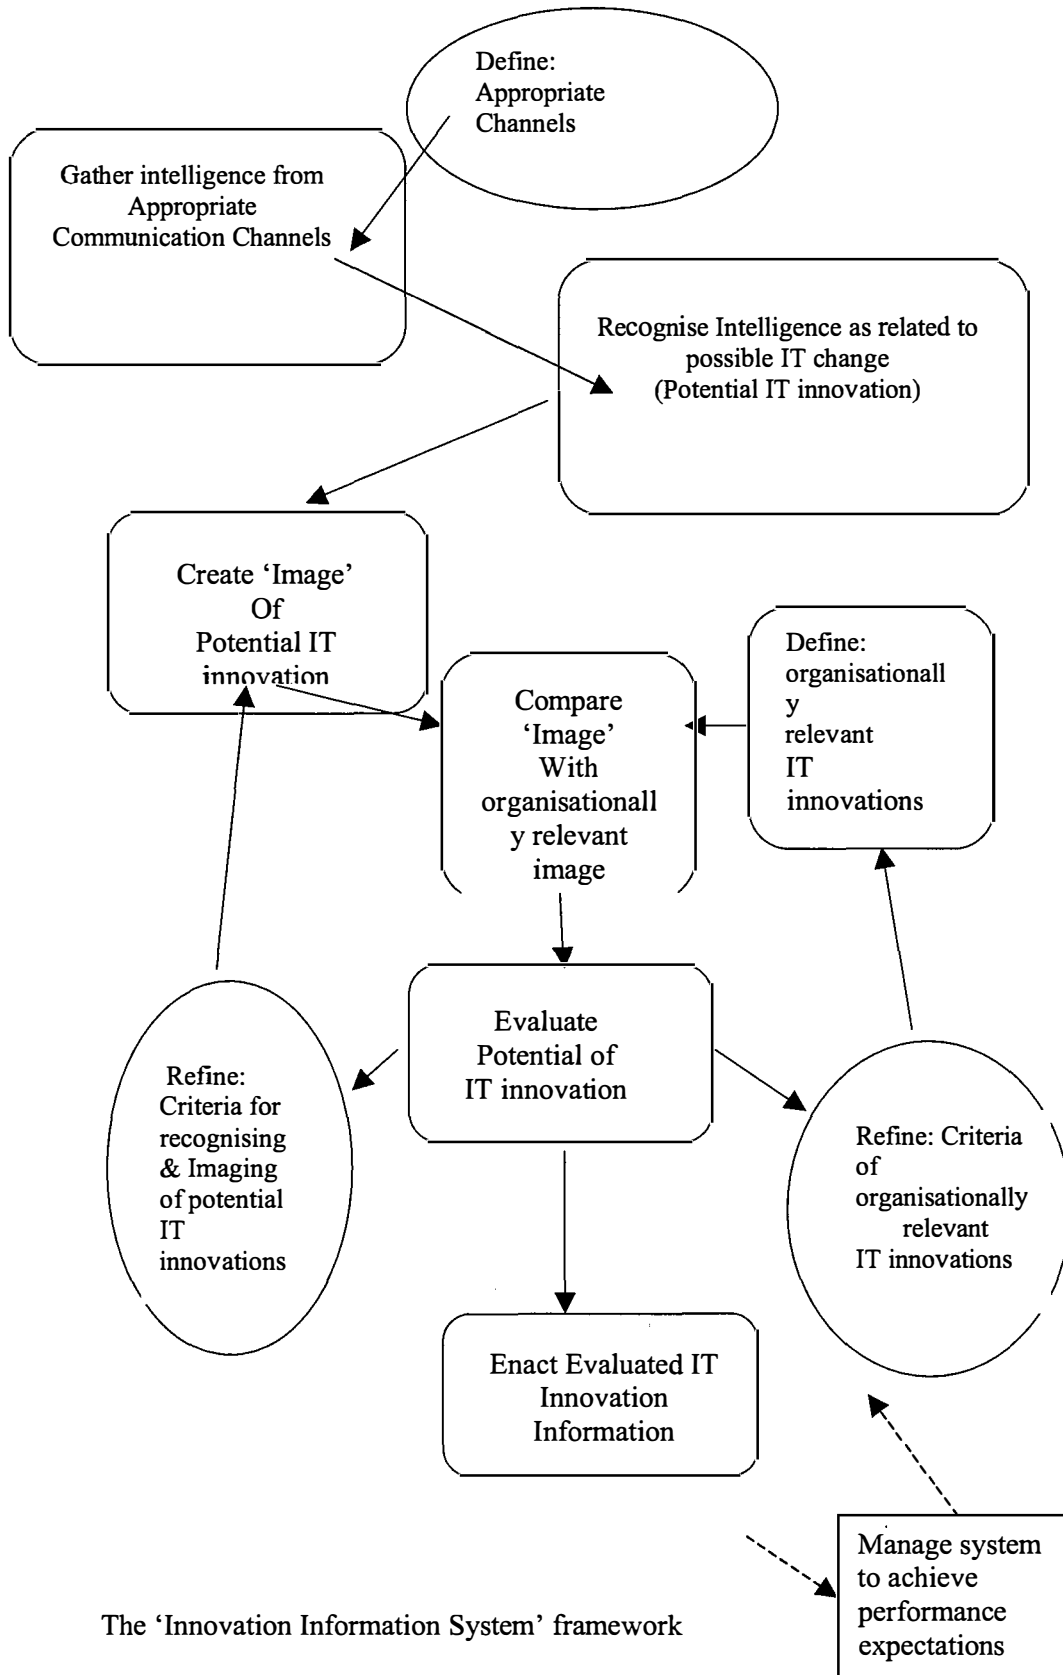 Define:
Appropriate
Channels
Gather intelligence from
Appropriate
Communication Channels
Recognise Intelligence as related to
possible IT change
(Potential IT innovation)
Create ‘Image’
Of
Potential IT
innovation
Compare
‘Image’
With
organisationall
y relevant
image
Define:
organisationall
y
relevant
IT
innovations
Evaluate
Potential of
IT innovation
Refine:
Criteria for
recognising
& Imaging
of potential
IT
innovations
Refine: Criteria
of
organisationally
relevant
IT innovations
Enact Evaluated IT
Innovation
Information
Manage system
to achieve
performance
expectations
The ‘Innovation Information System’ framework